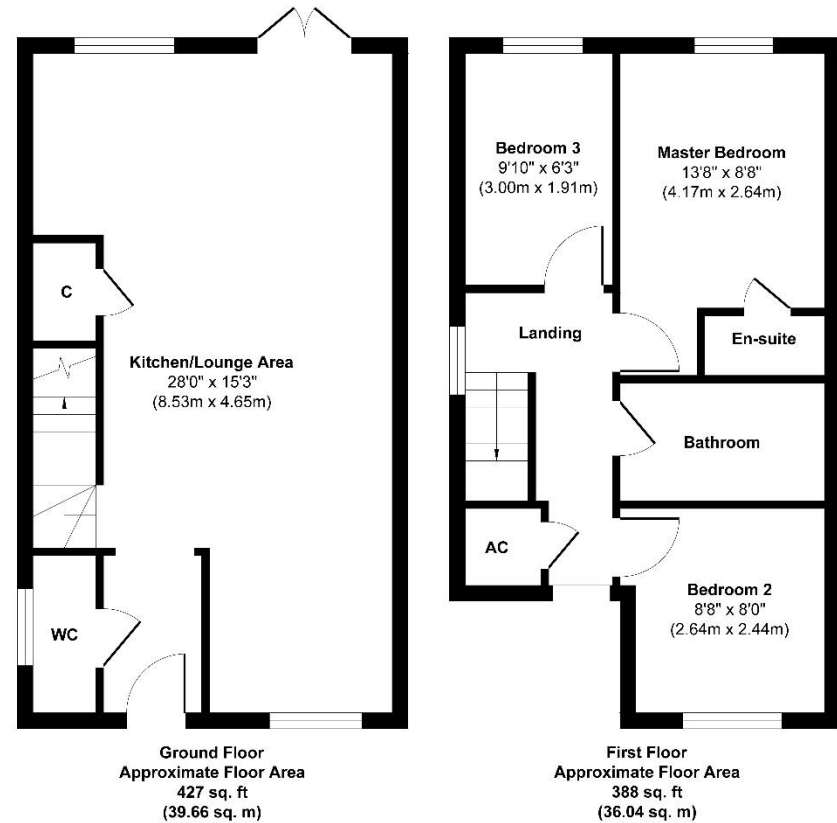 C
Kitchen/Lounge Area
28'0" x 15'3"
(8.53m x 4.65m)
WC
Ground Floor
Approximate Floor Area
427 sq. ft
(39.66 sq. m)
Bedroom 3
9'10" x 6'3"
(3.00m x 1.91m)
Master Bedroom
13'8" x 8'8"
(4.17m x 2.64m)
Landing
En-suite
Bathroom
AC
Bedroom 2
8'8" x 8'0"
(2.64m x 2.44m)
First Floor
Approximate Floor Area
388 sq. ft
(36.04 sq. m)